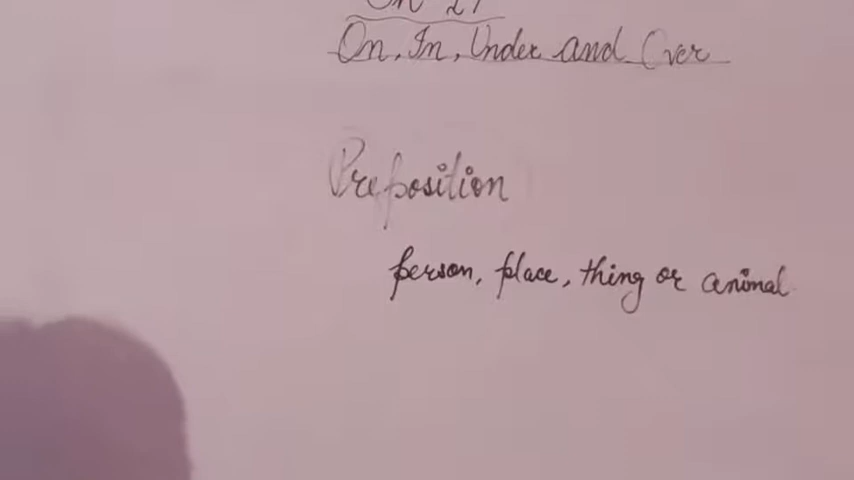 On, In, Under and Over
Preposition
person, place, thing or animal